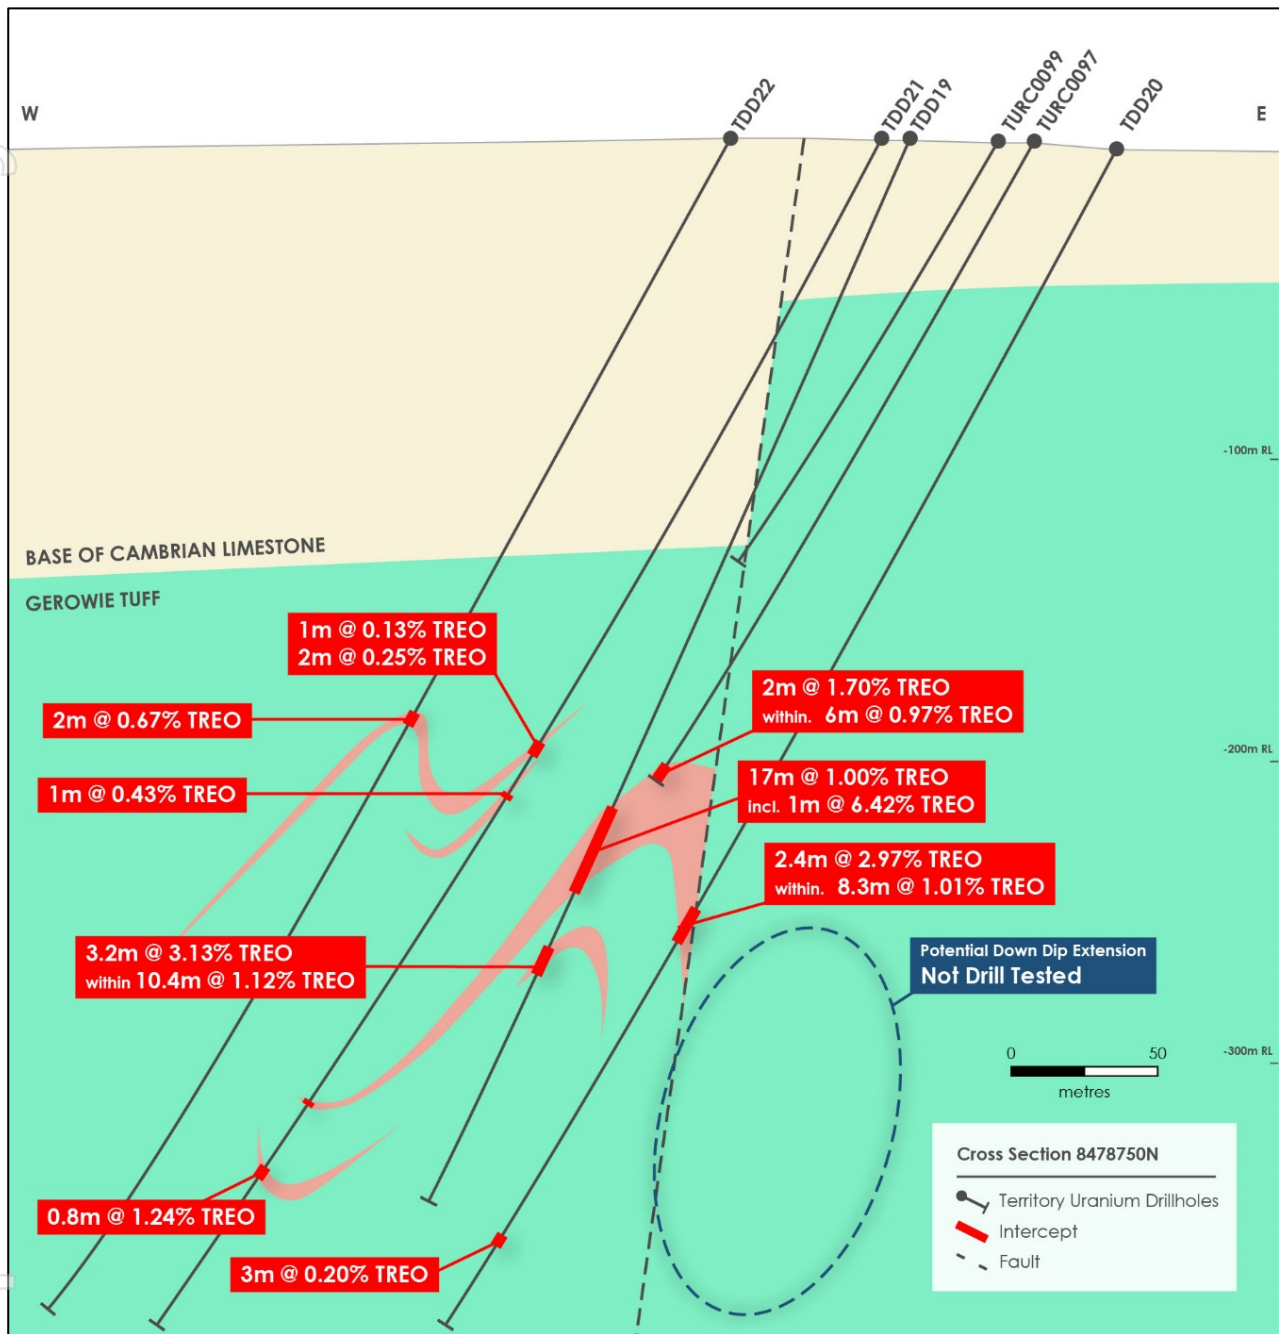 W
TDD22
TDD21
TDD19
TURC0099
TURC0097
TDD20
E
-100m RL
BASE OF CAMBRIAN LIMESTONE
GEROWIE TUFF
1m @ 0.13% TREO
2m @ 0.25% TREO
2m @ 0.67% TREO
2m @ 1.70% TREO
within. 6m @ 0.97% TREO
-200m RL
1m @ 0.43% TREO
17m @ 1.00% TREO
incl. 1m @ 6.42% TREO
2.4m @ 2.97% TREO
within. 8.3m @ 1.01% TREO
3.2m @ 3.13% TREO
within 10.4m @ 1.12% TREO
Potential Down Dip Extension
Not Drill Tested
-300m RL
0 50
metres
Cross Section 8478750N
Territory Uranium Drillholes
Intercept
Fault
0.8m @ 1.24% TREO
3m @ 0.20% TREO